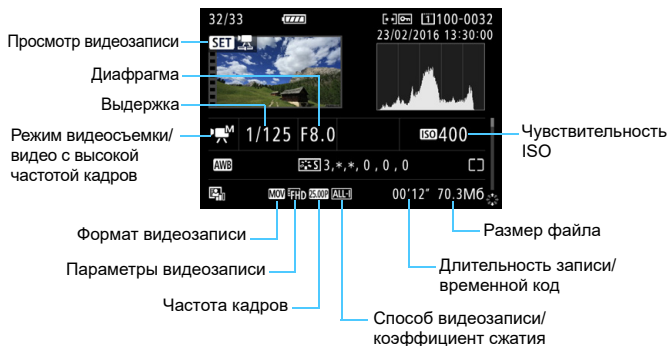 32/33 100-0032
23/02/2016 13:30:00
SET
Просмотр видеозаписи
Диафрагма
Выдержка
Режим видеосъемки/
видео с высокой
частотой кадров
M 1/125 F8.0 ISO 400
Чувствительность
ISO
AWB S 3,*,*, 0 , 0 , 0
MOV FHD 25.00P ALL-I 00'12" 70.3Мб
Формат видеозаписи
Параметры видеозаписи
Частота кадров
Размер файла
Длительность записи/
временной код
Способ видеозаписи/
коэффициент сжатия